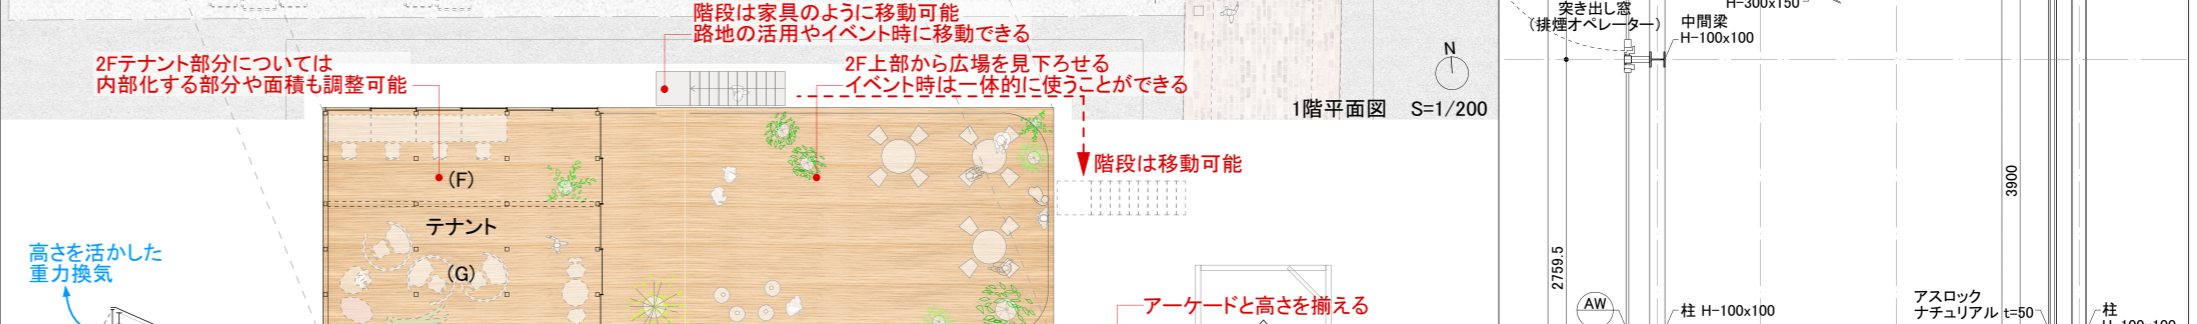 階段は家具のように移動可能
路地の活用やイベント時に移動できる
2Fテナント部分については
内部化する部分や面積も調整可能
2F上部から広場を見下ろせる
イベント時は一体的に使うことができる
N
1階平面図 S=1/200
階段は移動可能
(F)
テナント
(G)
高さを活かした
重力換気
アーケードと高さを揃える
H-300x150
突き出し窓
(排煙オペレーター)
中間梁
H-100x100
3900
2759.5
AW
柱 H-100x100
アスロック
ナチュリアル t=50
柱
H-100x100